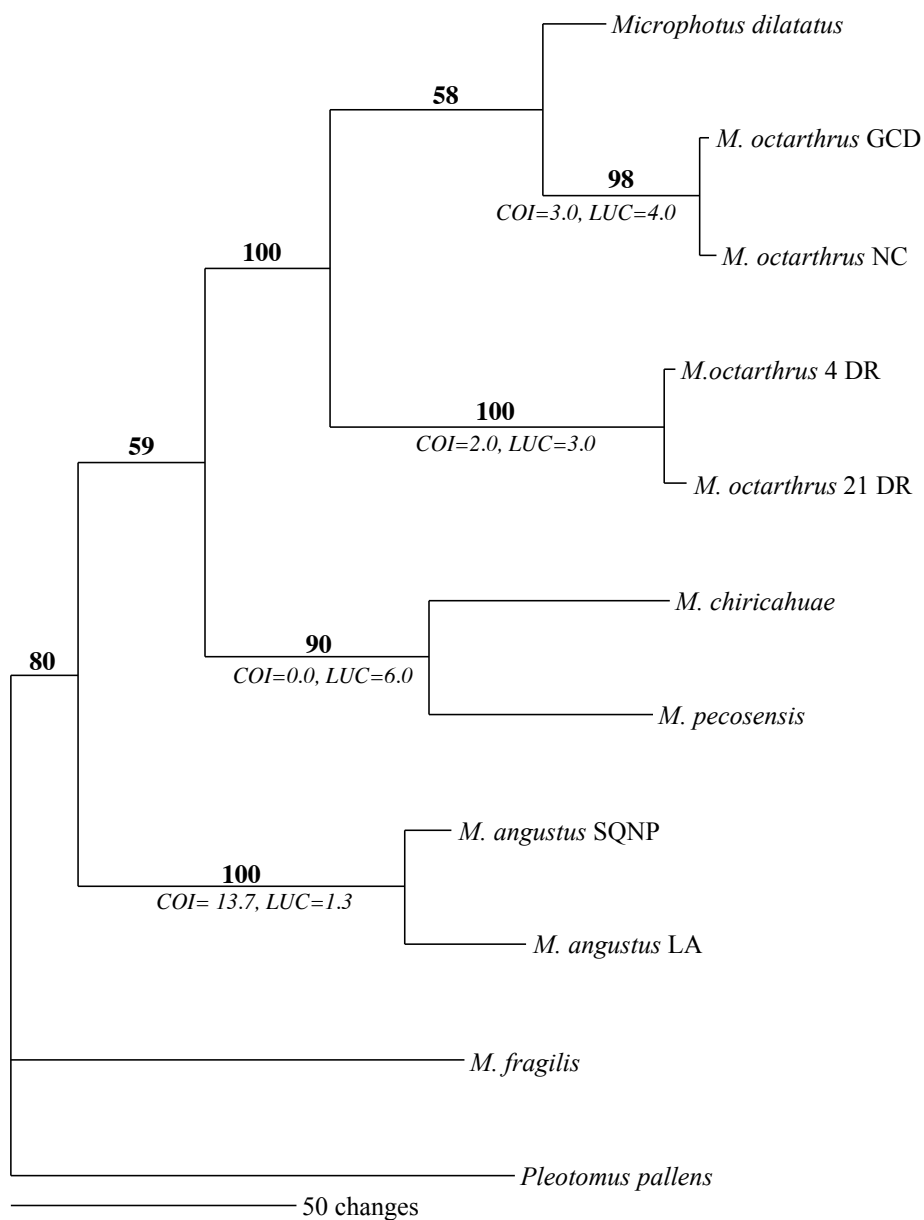 Microphotus dilatatus
58
M. octarthrus GCD
98
COI=3.0, LUC=4.0
100
M. octarthrus NC
M.octarthrus 4 DR
100
COI=2.0, LUC=3.0
59
M. octarthrus 21 DR
M. chiricahuae
90
COI=0.0, LUC=6.0
80
M. pecosensis
M. angustus SQNP
100
COI= 13.7, LUC=1.3
M. angustus LA
M. fragilis
Pleotomus pallens
50 changes